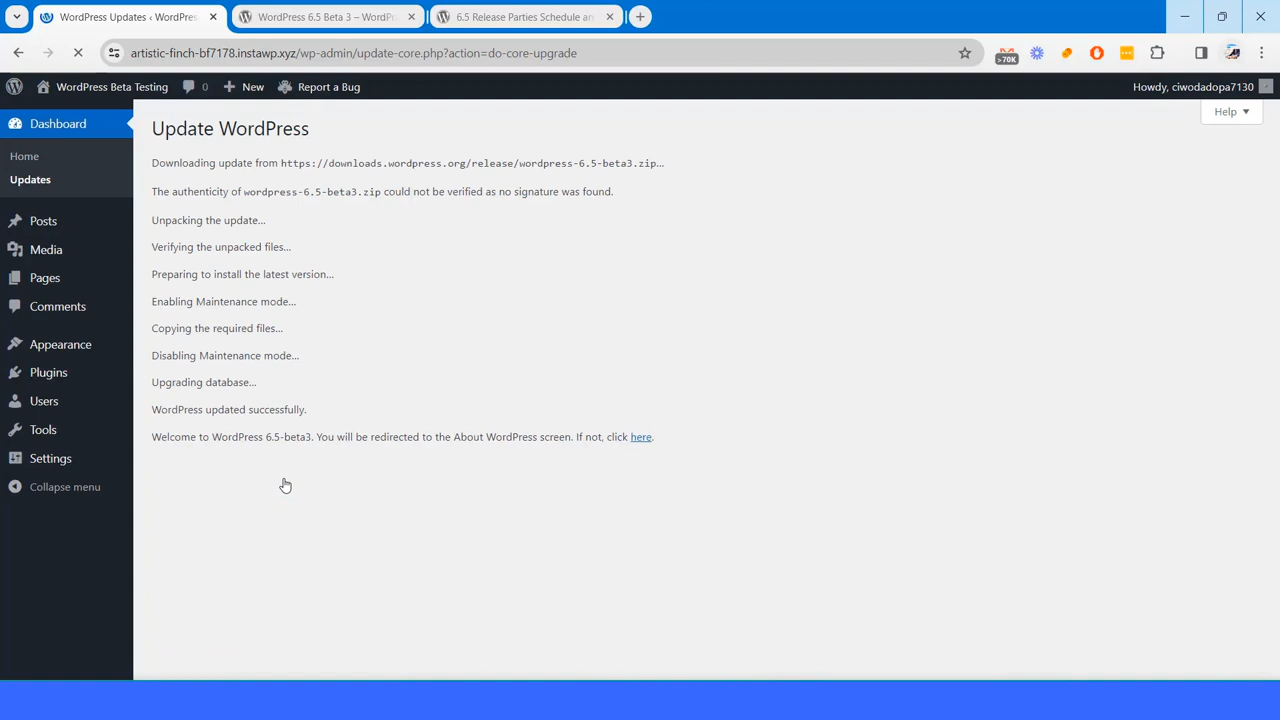 WordPress Updates ‹ WordPres
WordPress 6.5 Beta 3 – WordPr
6.5 Release Parties Schedule an
artistic-finch-bf7178.instawp.xyz/wp-admin/update-core.php?action=do-core-upgrade
>70K
WordPress Beta Testing
0
New
Report a Bug
Howdy, ciwodadopa7130
Help
Dashboard
Home
Updates
Posts
Media
Pages
Comments
Appearance
Plugins
Users
Tools
Settings
Collapse menu
Update WordPress
Downloading update from https://downloads.wordpress.org/release/wordpress-6.5-beta3.zip…
The authenticity of wordpress-6.5-beta3.zip could not be verified as no signature was found.
Unpacking the update…
Verifying the unpacked files…
Preparing to install the latest version…
Enabling Maintenance mode…
Copying the required files…
Disabling Maintenance mode…
Upgrading database…
WordPress updated successfully.
Welcome to WordPress 6.5-beta3. You will be redirected to the About WordPress screen. If not, click here.